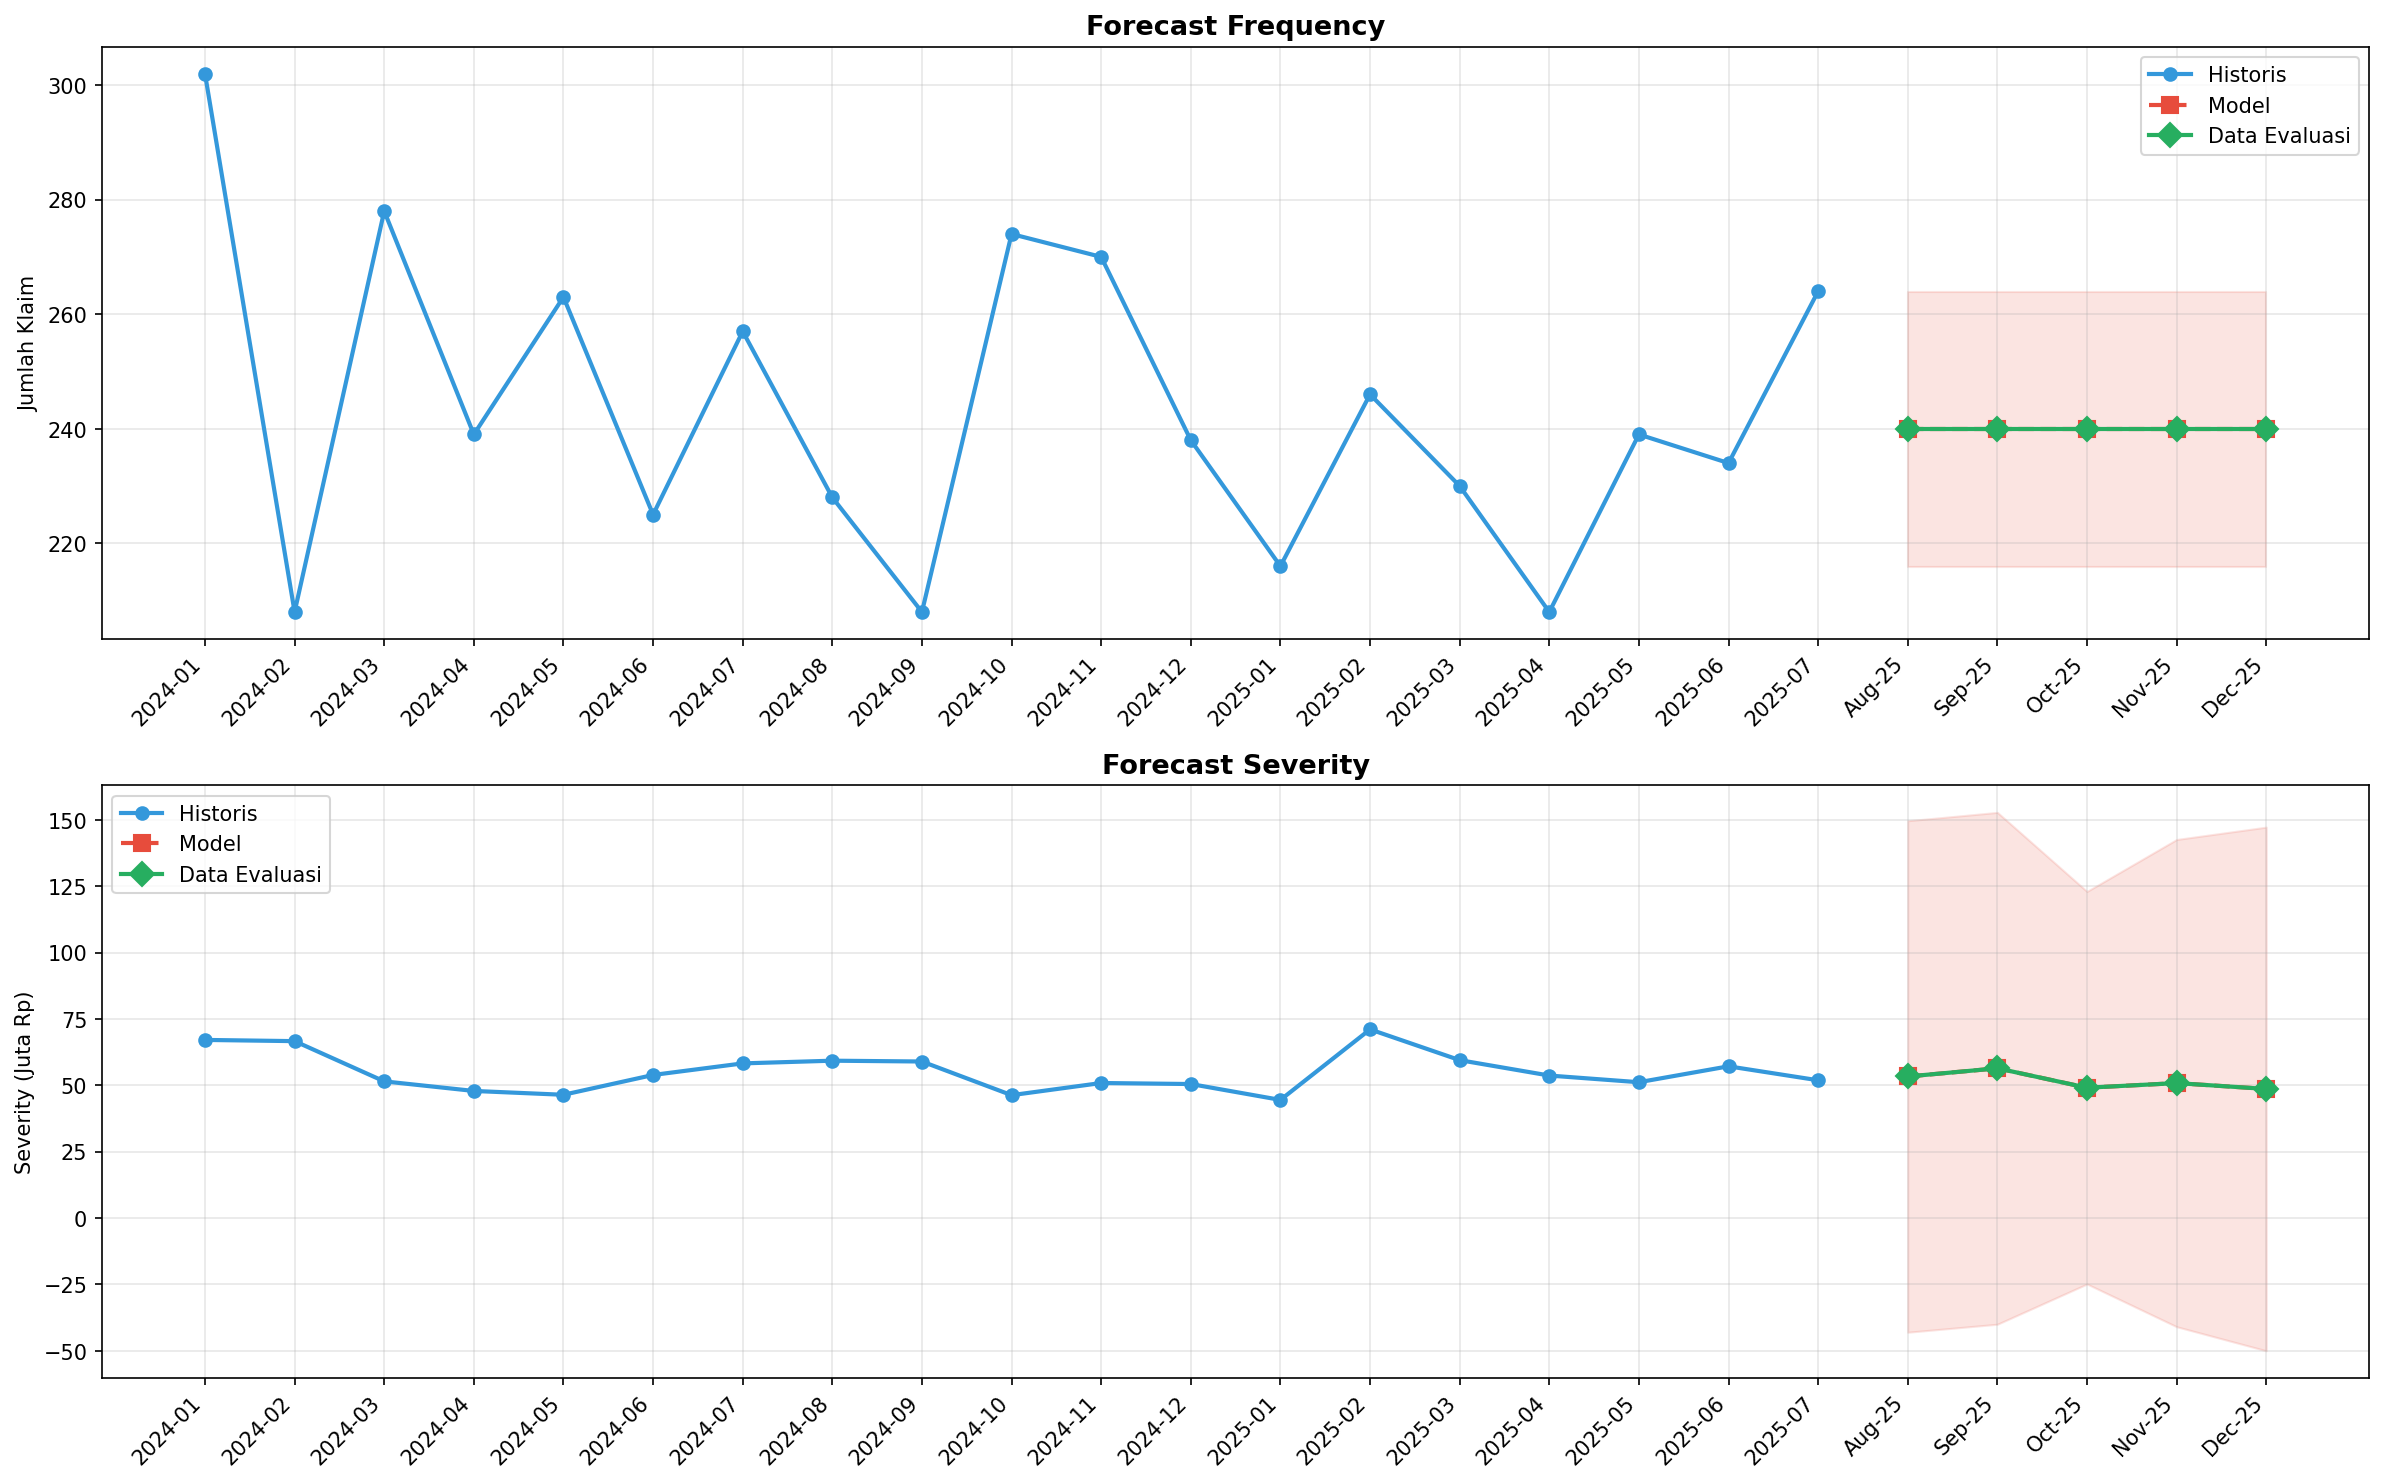 Forecast Frequency
Jumlah Klaim
300
280
260
240
220
Historis
Model
Data Evaluasi
2024-01
2024-02
2024-03
2024-04
2024-05
2024-06
2024-07
2024-08
2024-09
2024-10
2024-11
2024-12
2025-01
2025-02
2025-03
2025-04
2025-05
2025-06
2025-07
Aug-25
Sep-25
Oct-25
Nov-25
Dec-25
Forecast Severity
Severity (Juta Rp)
150
125
100
75
50
25
0
−25
−50
Historis
Model
Data Evaluasi
2024-01
2024-02
2024-03
2024-04
2024-05
2024-06
2024-07
2024-08
2024-09
2024-10
2024-11
2024-12
2025-01
2025-02
2025-03
2025-04
2025-05
2025-06
2025-07
Aug-25
Sep-25
Oct-25
Nov-25
Dec-25